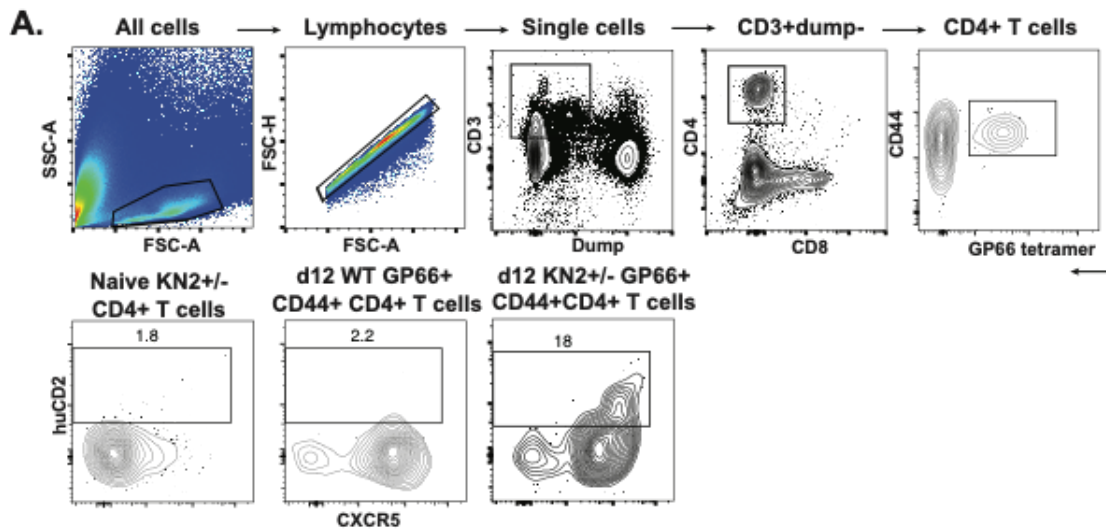 A.
All cells
Lymphocytes
Single cells
CD3+dump-
CD4+ T cells
SSC-A
FSC-A
FSC-H
FSC-A
CD3
Dump
CD4
CD8
CD44
GP66 tetramer
Naive KN2+/-
CD4+ T cells
d12 WT GP66+
CD44+ CD4+ T cells
d12 KN2+/- GP66+
CD44+CD4+ T cells
1.8
2.2
18
huCD2
CXCR5